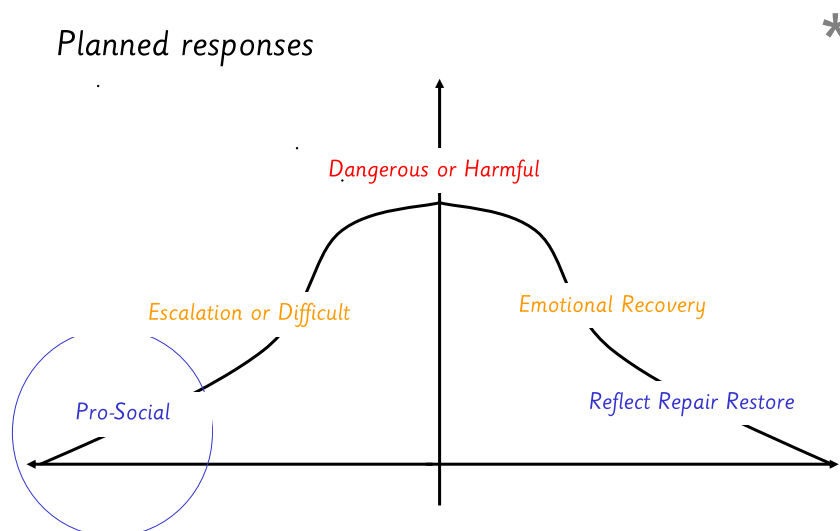 Planned responses
*
Dangerous or Harmful
Escalation or Difficult
Emotional Recovery
Pro-Social
Reflect Repair Restore